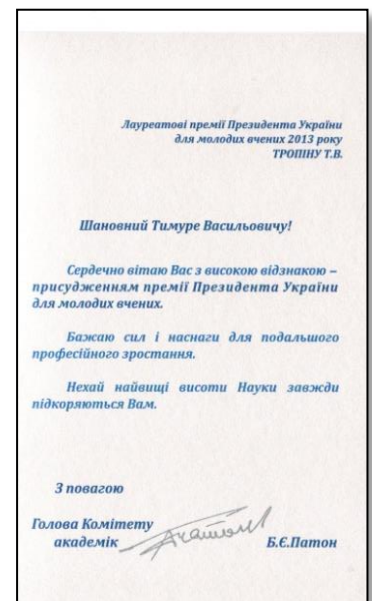 Лауреатові премії Президента України
для молодих вчених 2013 року
ТРОПІНУ Т.В.
Шановний Тимуре Васильовичу!
Сердечно вітаю Вас з високою відзнакою –
присудженням премії Президента України
для молодих вчених.
Бажаю сил і наснаги для подальшого
професійного зростання.
Нехай найвищі висоти Науки завжди
підкоряються Вам.
З повагою
Голова Комітету
академік Б.Є.Патон